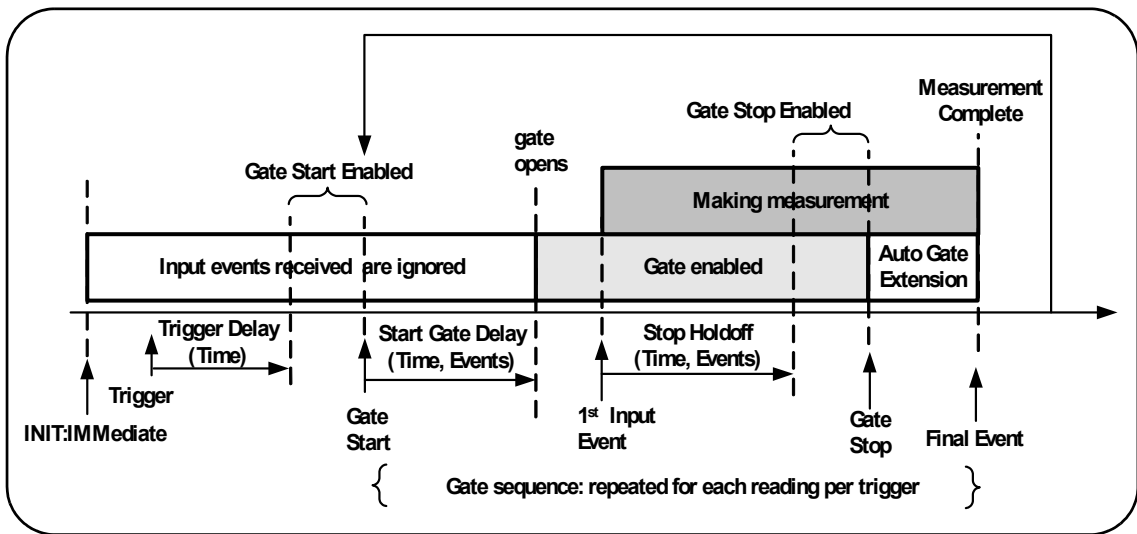 Measurement
Complete
Gate Stop Enabled
gate
opens
Gate Start Enabled
Making measurement
Input events received are ignored
Gate enabled
Auto Gate
Extension
Trigger Delay
(Time)
Start Gate Delay
(Time, Events)
Stop Holdoff
(Time, Events)
Trigger
INIT:IMMediate
Gate
Start
1st Input
Event
Gate
Stop
Final Event
Gate sequence: repeated for each reading per trigger